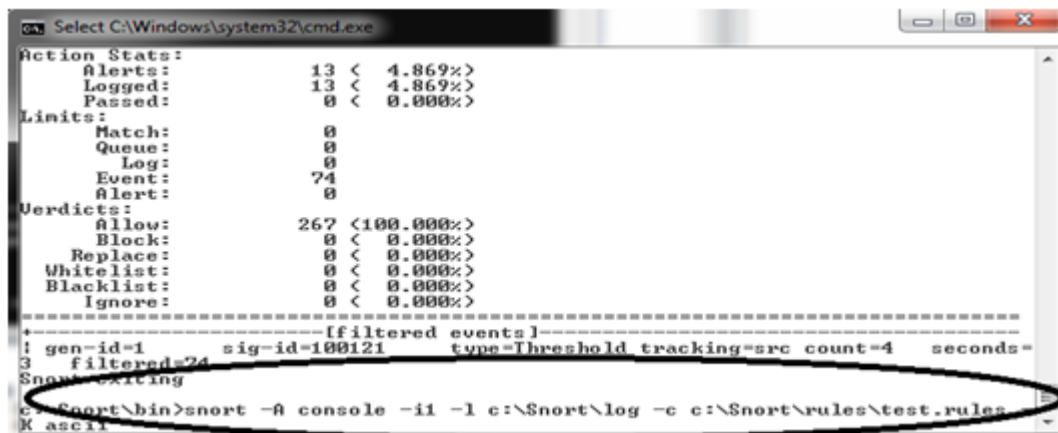 Select C:\Windows\system32\cmd.exe
Action Stats:
Alerts: 13 ( 4.869%)
Logged: 13 ( 4.869%)
Passed: 0 ( 0.000%)
Limits:
Match: 0
Queue: 0
Log: 0
Event: 74
Alert: 0
Verdicts:
Allow: 267 (100.000%)
Block: 0 ( 0.000%)
Replace: 0 ( 0.000%)
Whitelist: 0 ( 0.000%)
Blacklist: 0 ( 0.000%)
Ignore: 0 ( 0.000%)
===============================================================================
+-----------------------[filtered events]--------------------------------------
| gen-id=1 sig-id=100121 type=Threshold tracking=src count=4 seconds=
3 filtered=74
Snort exiting
c:\Snort\bin>snort -A console -i1 -l c:\Snort\log -c c:\Snort\rules\test.rules
K ascii